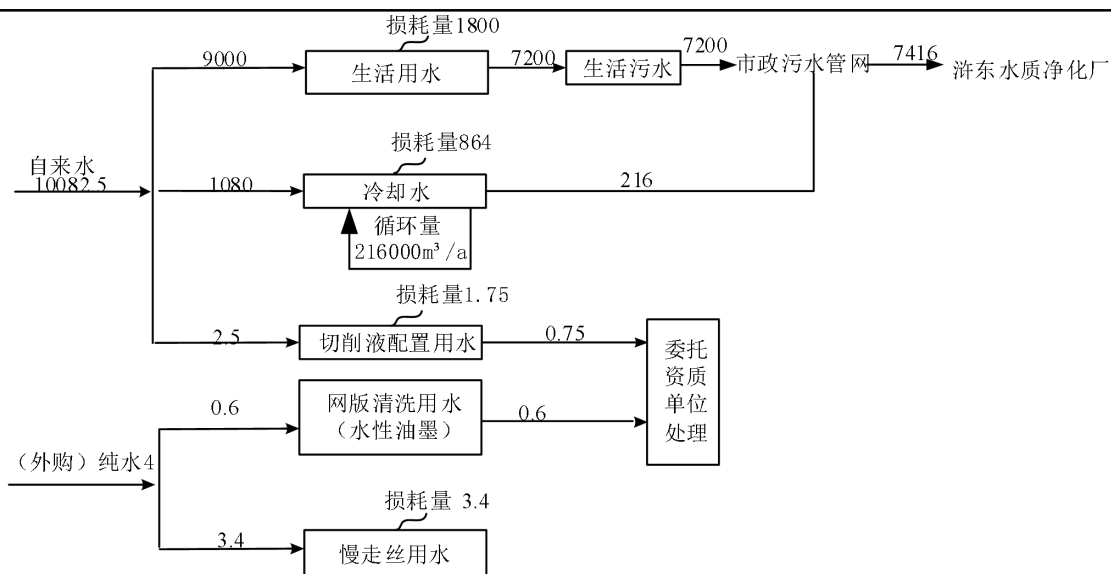 损耗量1800
9000
生活用水
7200
生活污水
7200
市政污水管网
7416
浒东水质净化厂
损耗量864
自来水
10082.5
1080
冷却水
216
循环量
216000m³/a
损耗量1.75
2.5
切削液配置用水
0.75
委托
资质
单位
处理
0.6
网版清洗用水
（水性油墨）
0.6
（外购）纯水4
损耗量 3.4
3.4
慢走丝用水